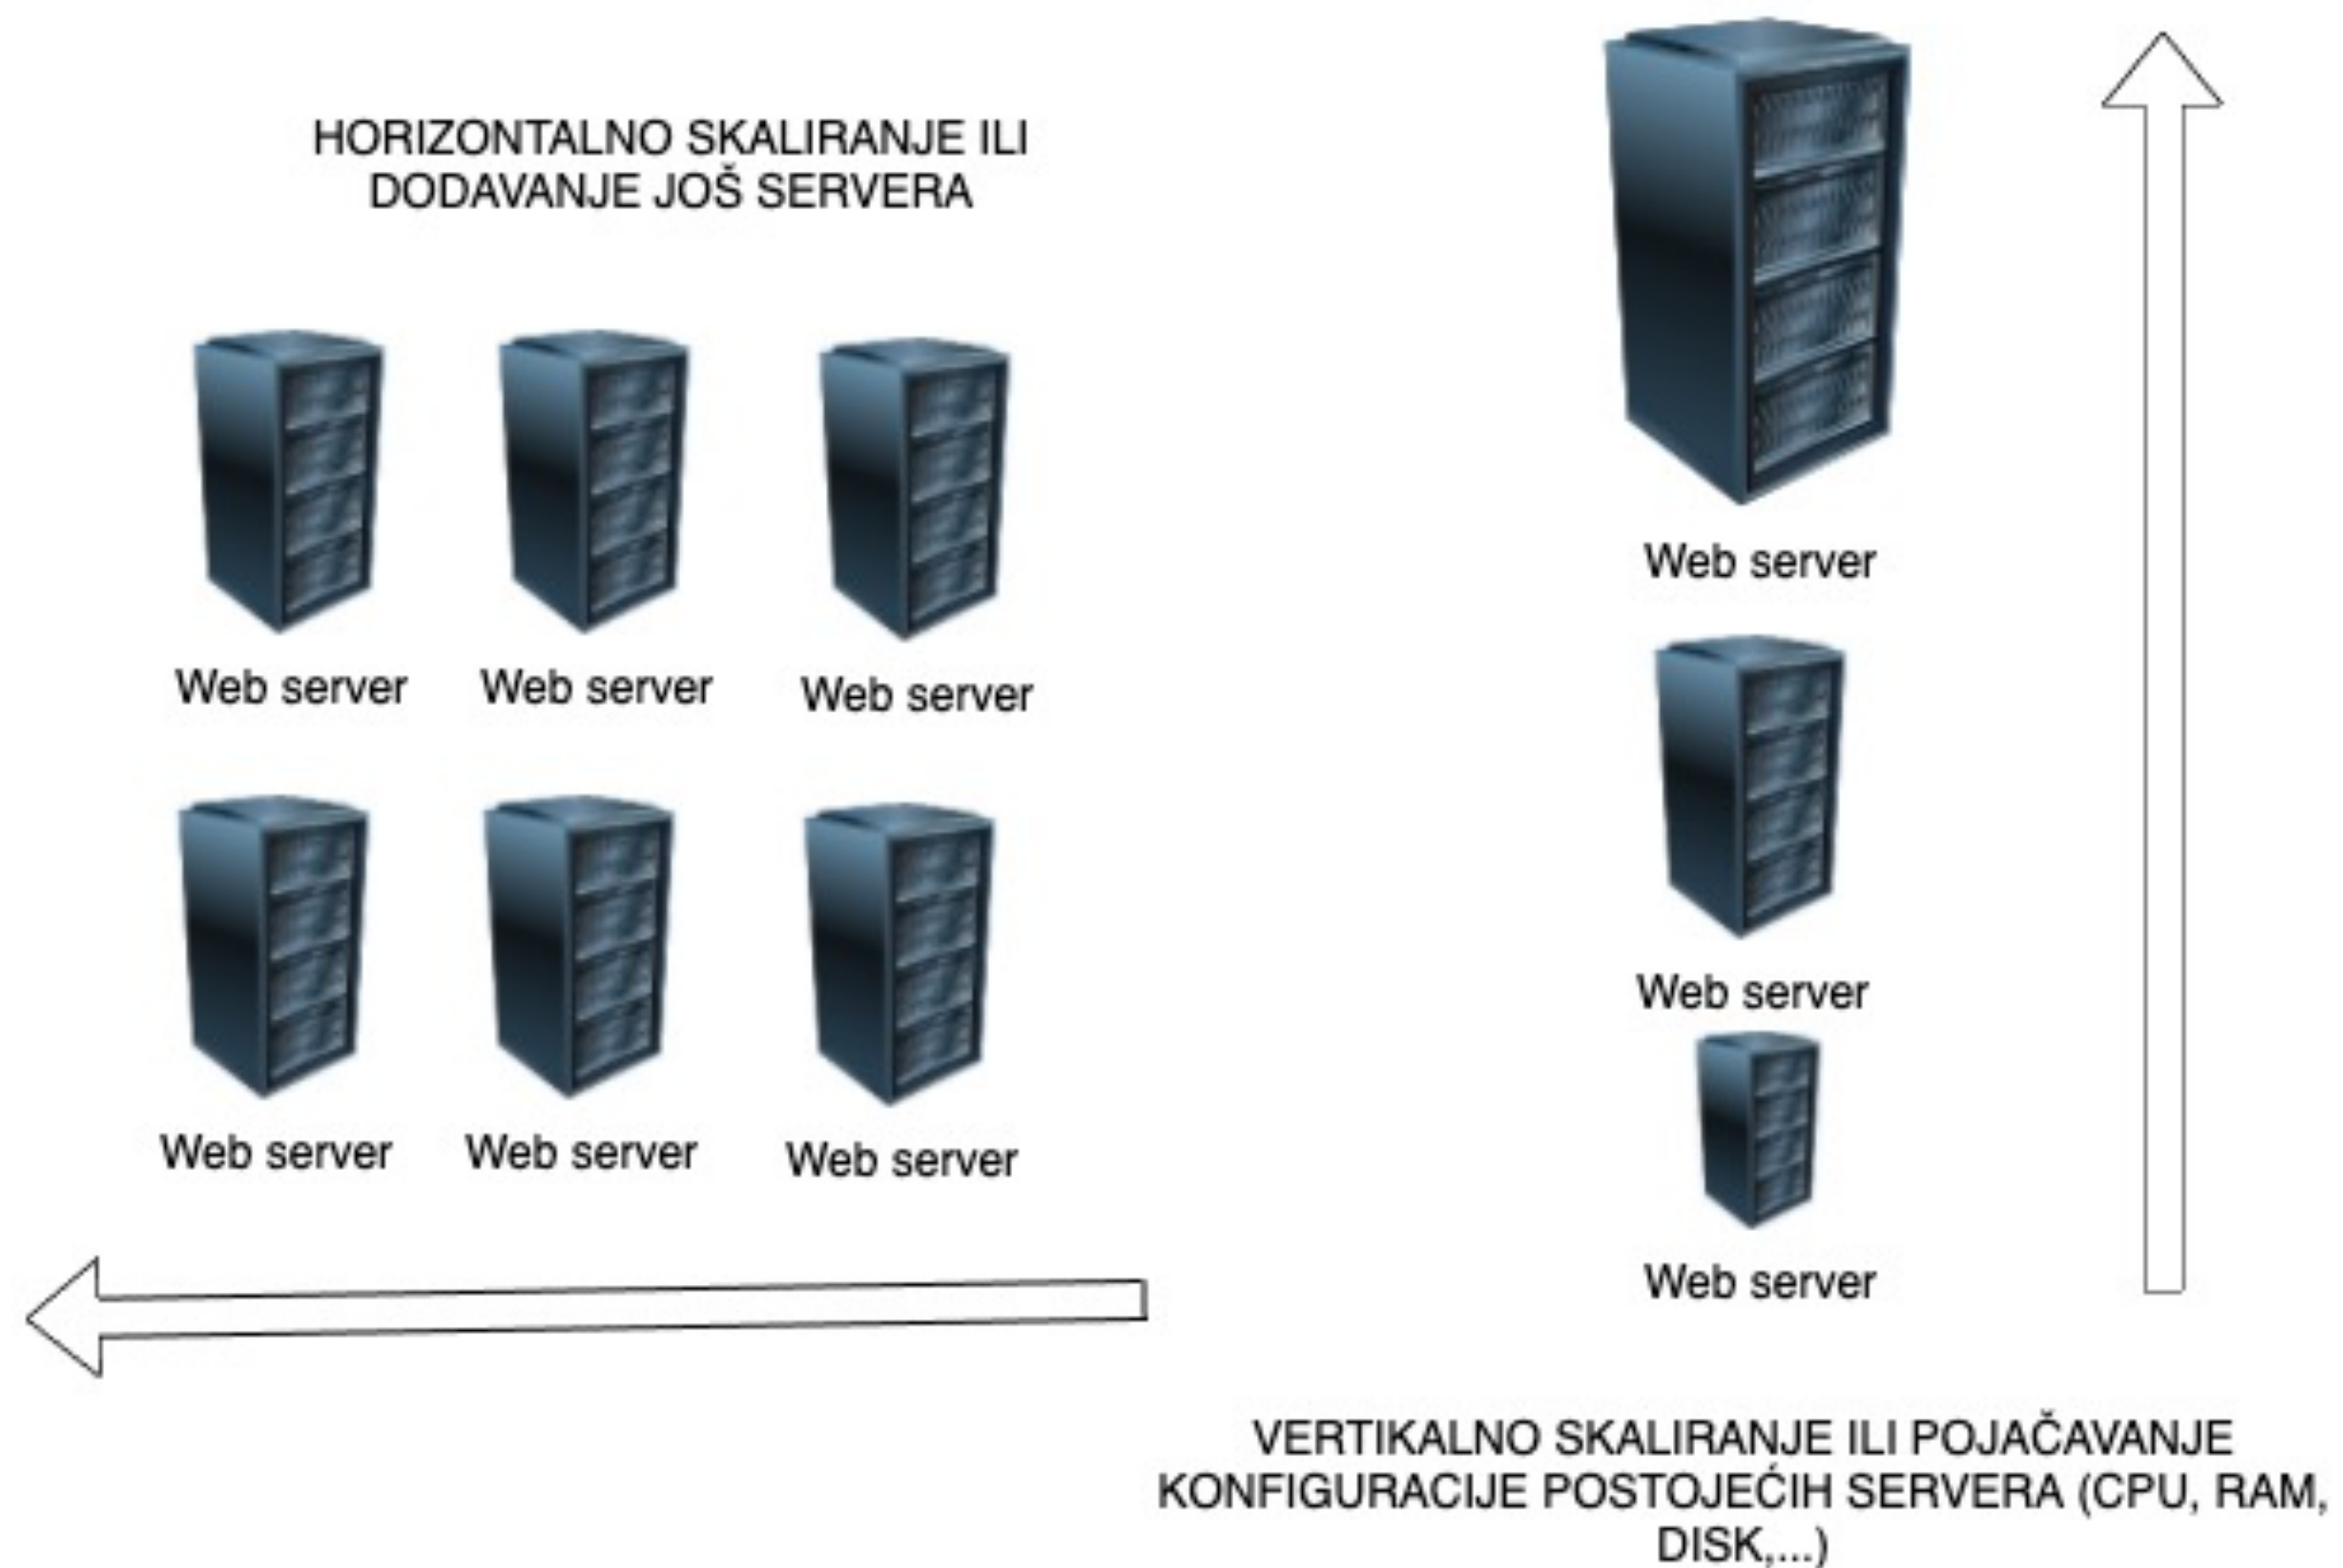 HORIZONTALNO SKALIRANJE ILI
DODAVANJE JOŠ SERVERA
Web server
Web server
Web server
Web server
Web server
Web server
Web server
Web server
Web server
VERTIKALNO SKALIRANJE ILI POJAČAVANJE
KONFIGURACIJE POSTOJEĆIH SERVERA (CPU, RAM,
DISK,...)